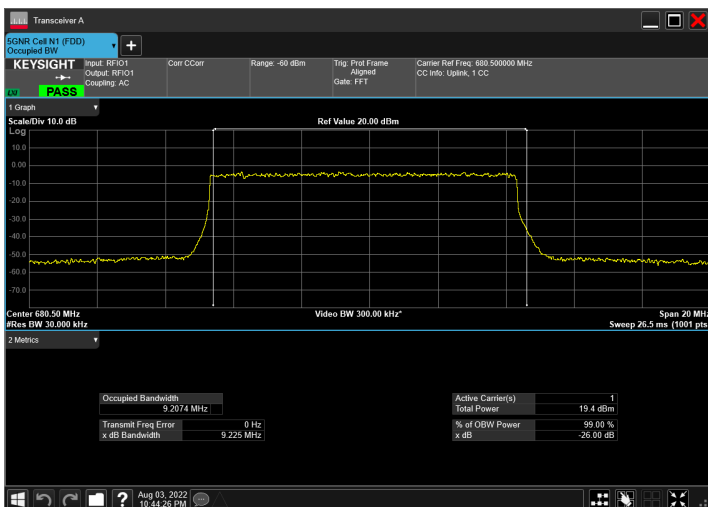 Transceiver A
5GNR Cell N1 (FDD)
Occupied BW
KEYSIGHT
LXI
PASS
Input: RFIO1
Output: RFIO1
Coupling: AC
Corr CCorr
Range: -60 dBm
Trig: Prot Frame
Aligned
Gate: FFT
Carrier Ref Freq: 680.500000 MHz
CC Info: Uplink, 1 CC
1 Graph
Scale/Div 10.0 dB
Ref Value 20.00 dBm
Log
10.0
0.00
-10.0
-20.0
-30.0
-40.0
-50.0
-60.0
-70.0
Center 680.50 MHz
Video BW 300.00 kHz*
Span 20 MHz
#Res BW 30.000 kHz
Sweep 26.5 ms (1001 pts
2 Metrics
Occupied Bandwidth
9.2074 MHz
Transmit Freq Error 0 Hz
x dB Bandwidth 9.225 MHz
Active Carrier(s) 1
Total Power 19.4 dBm
% of OBW Power 99.00 %
x dB -26.00 dB
?
Aug 03, 2022
10:44:26 PM